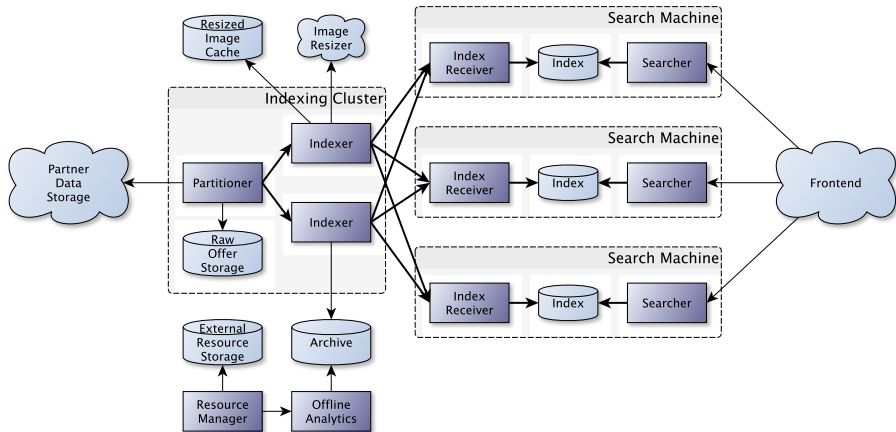 Search Machine
Resized
Image
Cache
Image
Resizer
Index
Receiver
Index
Searcher
Indexing Cluster
Indexer
Search Machine
Partner
Data
Storage
Partitioner
Index
Receiver
Index
Searcher
Frontend
Indexer
Raw
Offer
Storage
Search Machine
Index
Receiver
Index
Searcher
External
Resource
Storage
Archive
Resource
Manager
Offline
Analytics